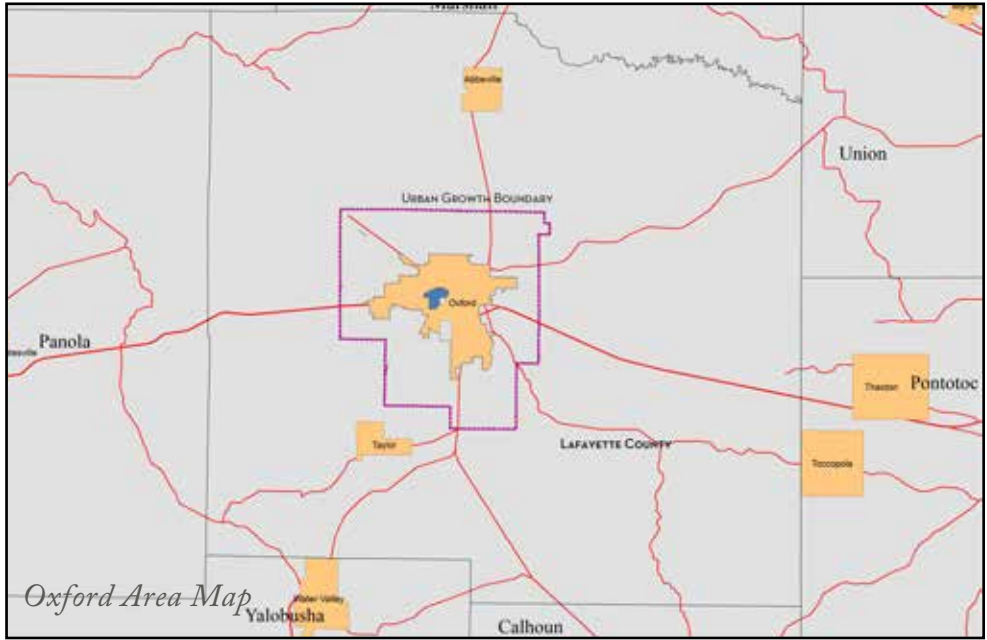 Marshall
Abbeville
Union
URBAN GROWTH BOUNDARY
Oxford
Panola
Thaxton
Pontotoc
Taylor
LAFAYETTE COUNTY
Toccopola
Water Valley
Oxford Area Map
Yalobusha
Calhoun